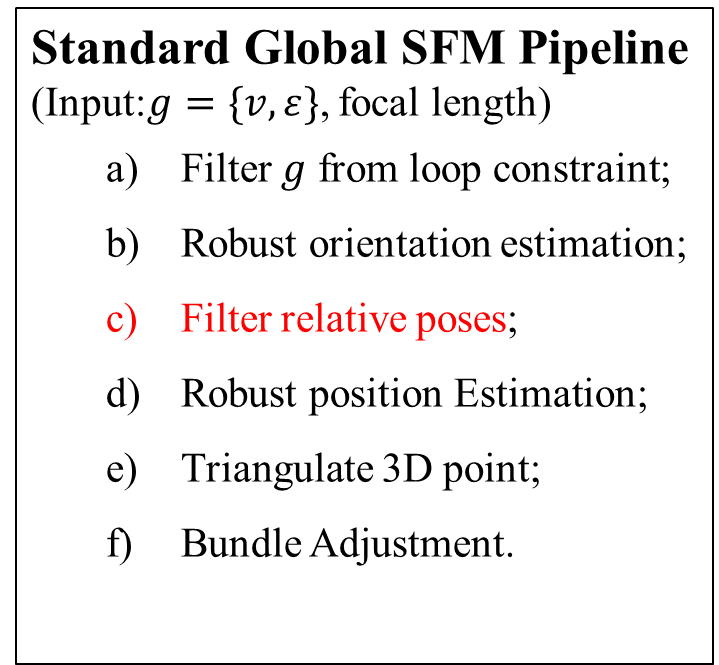 Standard Global SFM Pipeline
(Input:g = {v, ε}, focal length)
a) Filter g from loop constraint;
b) Robust orientation estimation;
c) Filter relative poses;
d) Robust position Estimation;
e) Triangulate 3D point;
f) Bundle Adjustment.